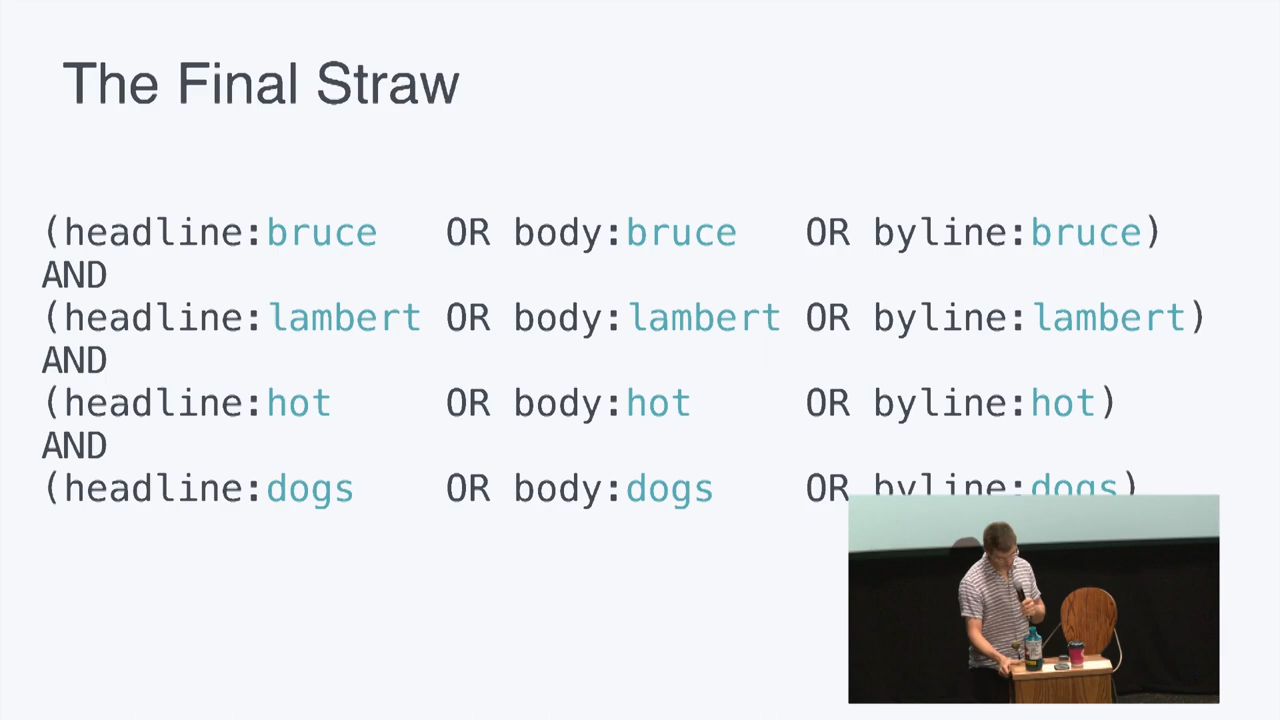 The Final Straw
(headline:bruce OR body:bruce OR byline:bruce)
AND
(headline:lambert OR body:lambert OR byline:lambert)
AND
(headline:hot OR body:hot OR byline:hot)
AND
(headline:dogs OR body:dogs OR byline:dogs)